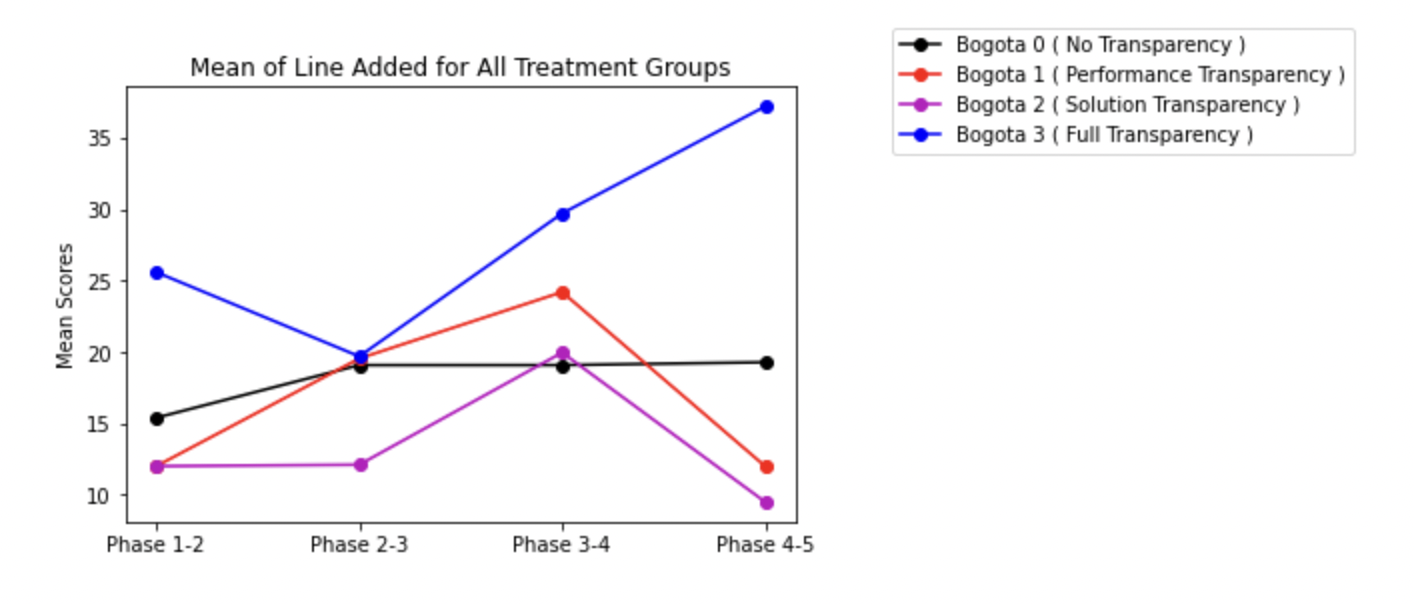 Mean of Line Added for All Treatment Groups
Bogota 0 ( No Transparency )
Bogota 1 ( Performance Transparency )
Bogota 2 ( Solution Transparency )
Bogota 3 ( Full Transparency )
Mean Scores
35
30
25
20
15
10
Phase 1-2
Phase 2-3
Phase 3-4
Phase 4-5